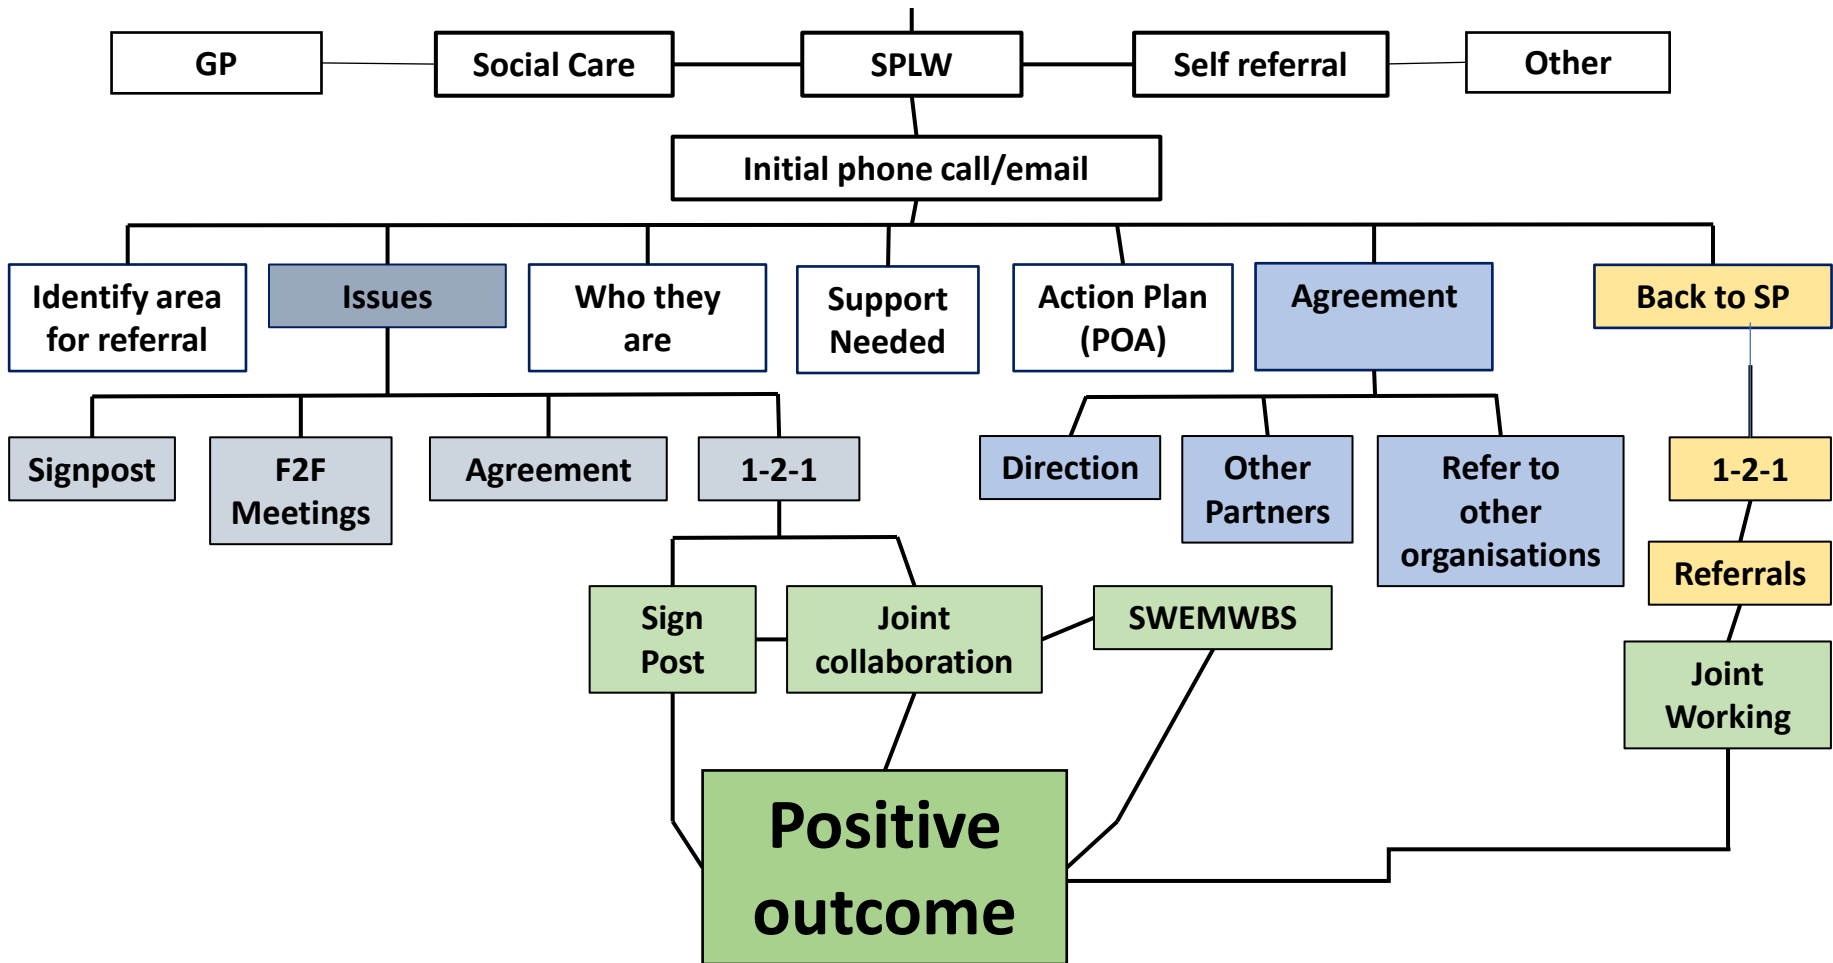 GP
Social Care
SPLW
Self referral
Other
Initial phone call/email
Identify area
for referral
Issues
Who they
are
Support
Needed
Action Plan
(POA)
Agreement
Back to SP
Signpost
F2F
Meetings
Agreement
1-2-1
Direction
Other
Partners
Refer to
other
organisations
1-2-1
Referrals
Sign
Post
Joint
collaboration
SWEMWBS
Joint
Working
Positive
outcome